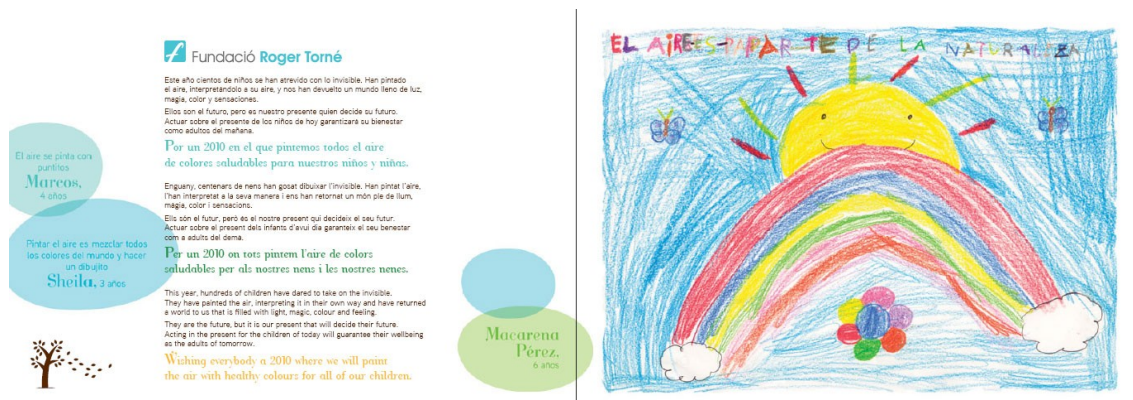 Fundació Roger Torné
Este año cientos de niños se han atrevido con lo invisible. Han pintado
el aire, interpretandolo a su aire, y nos han devuelto un mundo lleno de luz,
magia, color y sensaciones.
Ellos son el futuro, pero es nuestro presente quien decide su futuro.
Actuar sobre el presente de los niños de hoy garantizará su bienestar
como adultos del mañana.
Por un 2010 en el que pintemos todos el aire
de colores saludables para nuestros niños y niñas.
Enguany, centenars de nens han gosat dibuixar l'invisible. Han pintat l'aire,
l'han interpretat a la seva manera i ens han retornat un món ple de llum,
magia, color i sensacions.
Ells són el futur, però és el nostre present qui decideix el seu futur.
Actuar sobre el present dels infants d'avui dia garanteix el seu benestar
com a adults del demà.
Per un 2010 on tots pintem l'aire de colors
saludables per als nostres nens i les nostres nenes.
This year, hundreds of children have dared to take on the invisible.
They have painted the air, interpreting it in their own way and have returned
a world to us that is filled with light, magic, colour and feeling.
They are the future, but it is our present that will decide their future.
Acting in the present for the children of today will guarantee their wellbeing
as the adults of tomorrow.
Wishing everybody a 2010 where we will paint
the air with healthy colours for all of our children.
El aire se pinta con
puntitos
Marcos,
4 años
Pintar el aire es mezclar todos
los colores del mundo y hacer
un dibujito
Sheila, 3 años
Macarena
Pérez,
6 años
EL AIRE ES PARTE DE LA NATURALEZA